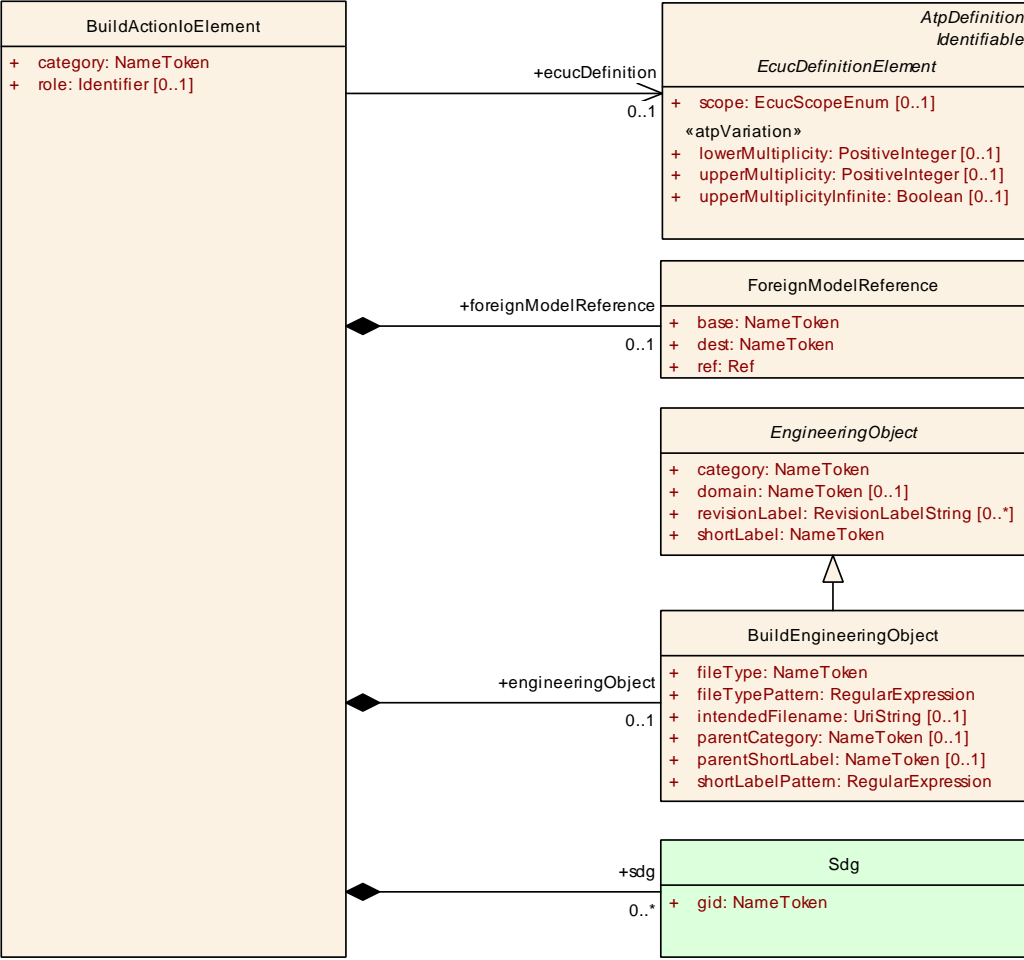 BuildActionIoElement
+ category: NameToken
+ role: Identifier [0..1]
+ecucDefinition
0..1
AtpDefinition
Identifiable
EcucDefinitionElement
+ scope: EcucScopeEnum [0..1]
«atpVariation»
+ lowerMultiplicity: PositiveInteger [0..1]
+ upperMultiplicity: PositiveInteger [0..1]
+ upperMultiplicityInfinite: Boolean [0..1]
+foreignModelReference
0..1
ForeignModelReference
+ base: NameToken
+ dest: NameToken
+ ref: Ref
EngineeringObject
+ category: NameToken
+ domain: NameToken [0..1]
+ revisionLabel: RevisionLabelString [0..*]
+ shortLabel: NameToken
+engineeringObject
0..1
BuildEngineeringObject
+ fileType: NameToken
+ fileTypePattern: RegularExpression
+ intendedFilename: UriString [0..1]
+ parentCategory: NameToken [0..1]
+ parentShortLabel: NameToken [0..1]
+ shortLabelPattern: RegularExpression
+sdg
0..*
Sdg
+ gid: NameToken